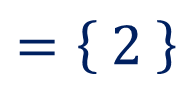 = { 2 }